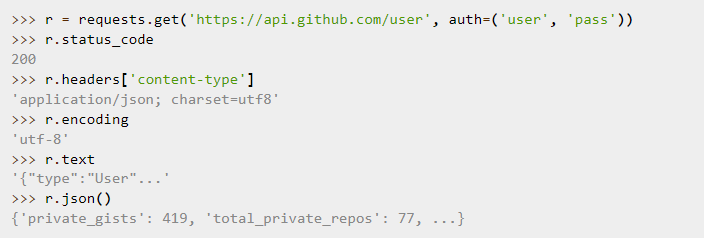 >>> r = requests.get('https://api.github.com/user', auth=('user', 'pass'))
>>> r.status_code
200
>>> r.headers['content-type']
'application/json; charset=utf8'
>>> r.encoding
'utf-8'
>>> r.text
'{"type":"User"...'
>>> r.json()
{'private_gists': 419, 'total_private_repos': 77, ...}